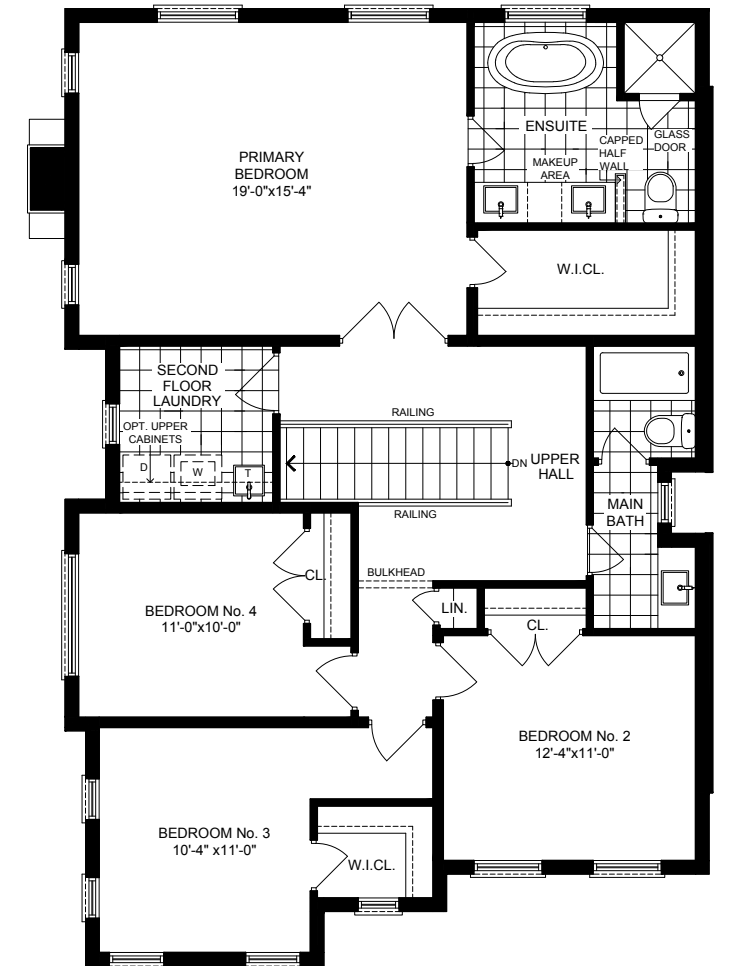 PRIMARY
BEDROOM
19'-0"x15'-4"
ENSUITE
MAKEUP
AREA
CAPPED
HALF
WALL
GLASS
DOOR
W.I.CL.
SECOND
FLOOR
LAUNDRY
OPT. UPPER
CABINETS
D
W
T
RAILING
DN
UPPER
HALL
RAILING
MAIN
BATH
BULKHEAD
CL.
LIN.
CL.
BEDROOM No. 4
11'-0"x10'-0"
BEDROOM No. 2
12'-4"x11'-0"
BEDROOM No. 3
10'-4" x11'-0"
W.I.CL.